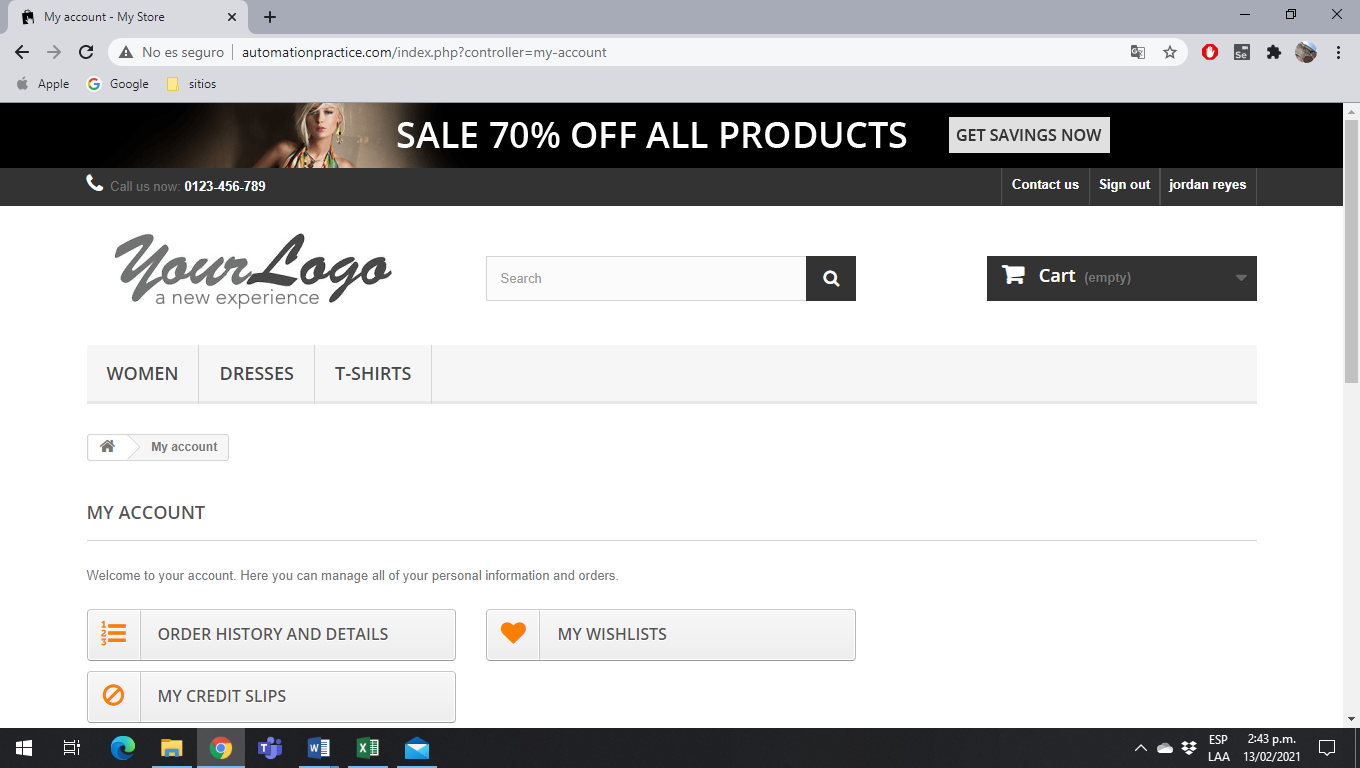 My account - My Store
No es seguro
automationpractice.com/index.php?controller=my-account
Se
Apple
Google
sitios
SALE 70% OFF ALL PRODUCTS
GET SAVINGS NOW
Call us now: 0123-456-789
Contact us
Sign out
jordan reyes
Your Logo
a new experience
Search
Cart (empty)
WOMEN
DRESSES
T-SHIRTS
My account
MY ACCOUNT
Welcome to your account. Here you can manage all of your personal information and orders.
ORDER HISTORY AND DETAILS
MY WISHLISTS
MY CREDIT SLIPS
ESP
LAA
2:43 p.m.
13/02/2021